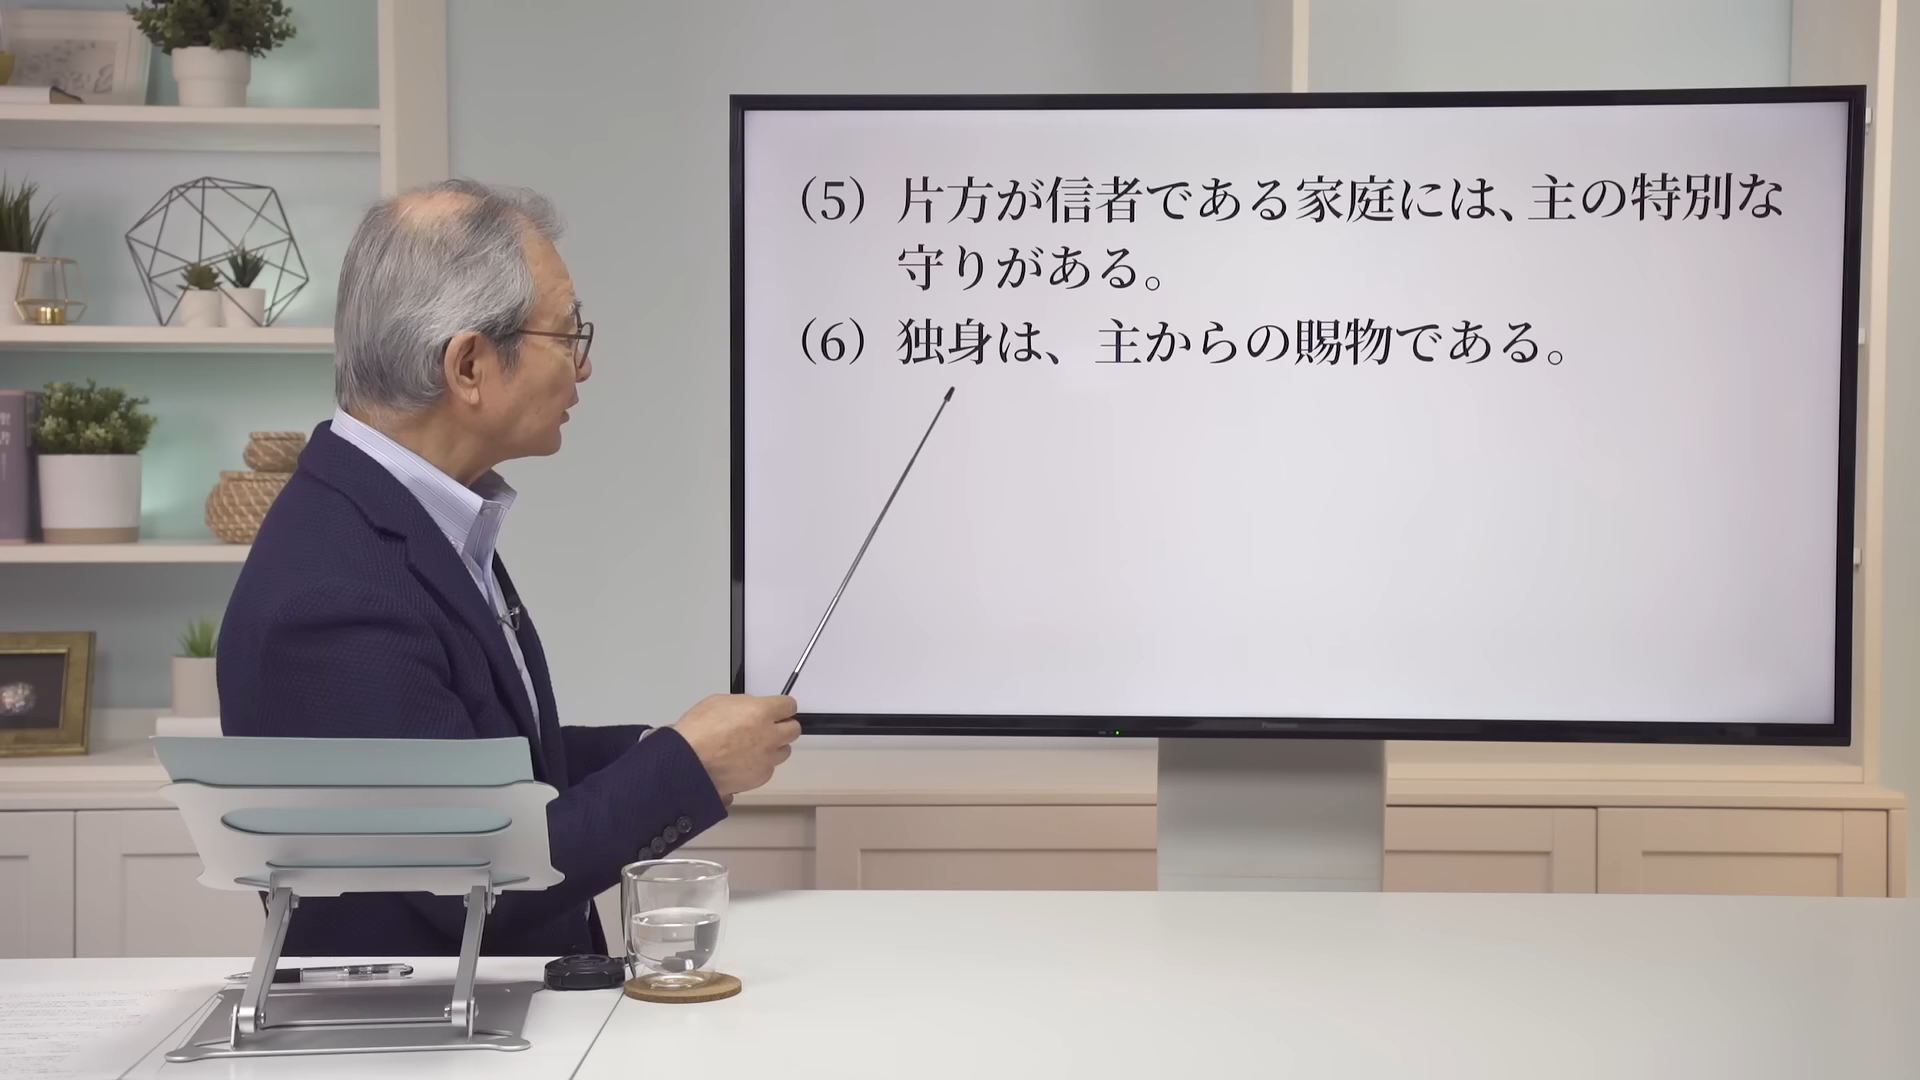 (5) 片方が信者である家庭には、主の特別な
守りがある。
(6) 独身は、主からの賜物である。